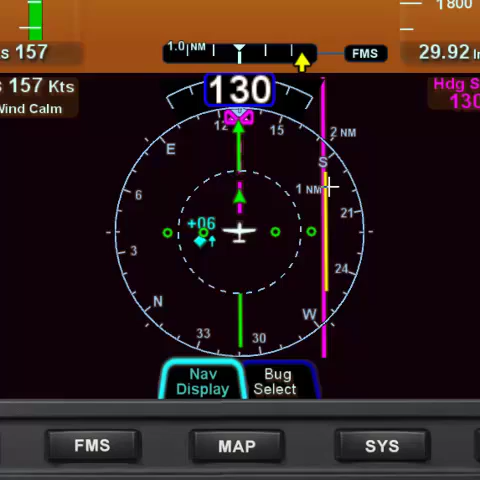 1800
s 157
1.0 NM
FMS
29.92 I
157 Kts
Wind Calm
130
Hdg S
130
12
15
2 NM
E
S
1 NM
6
21
+06
3
24
N
W
33
30
Nav
Display
Bug
Select
FMS
MAP
SYS